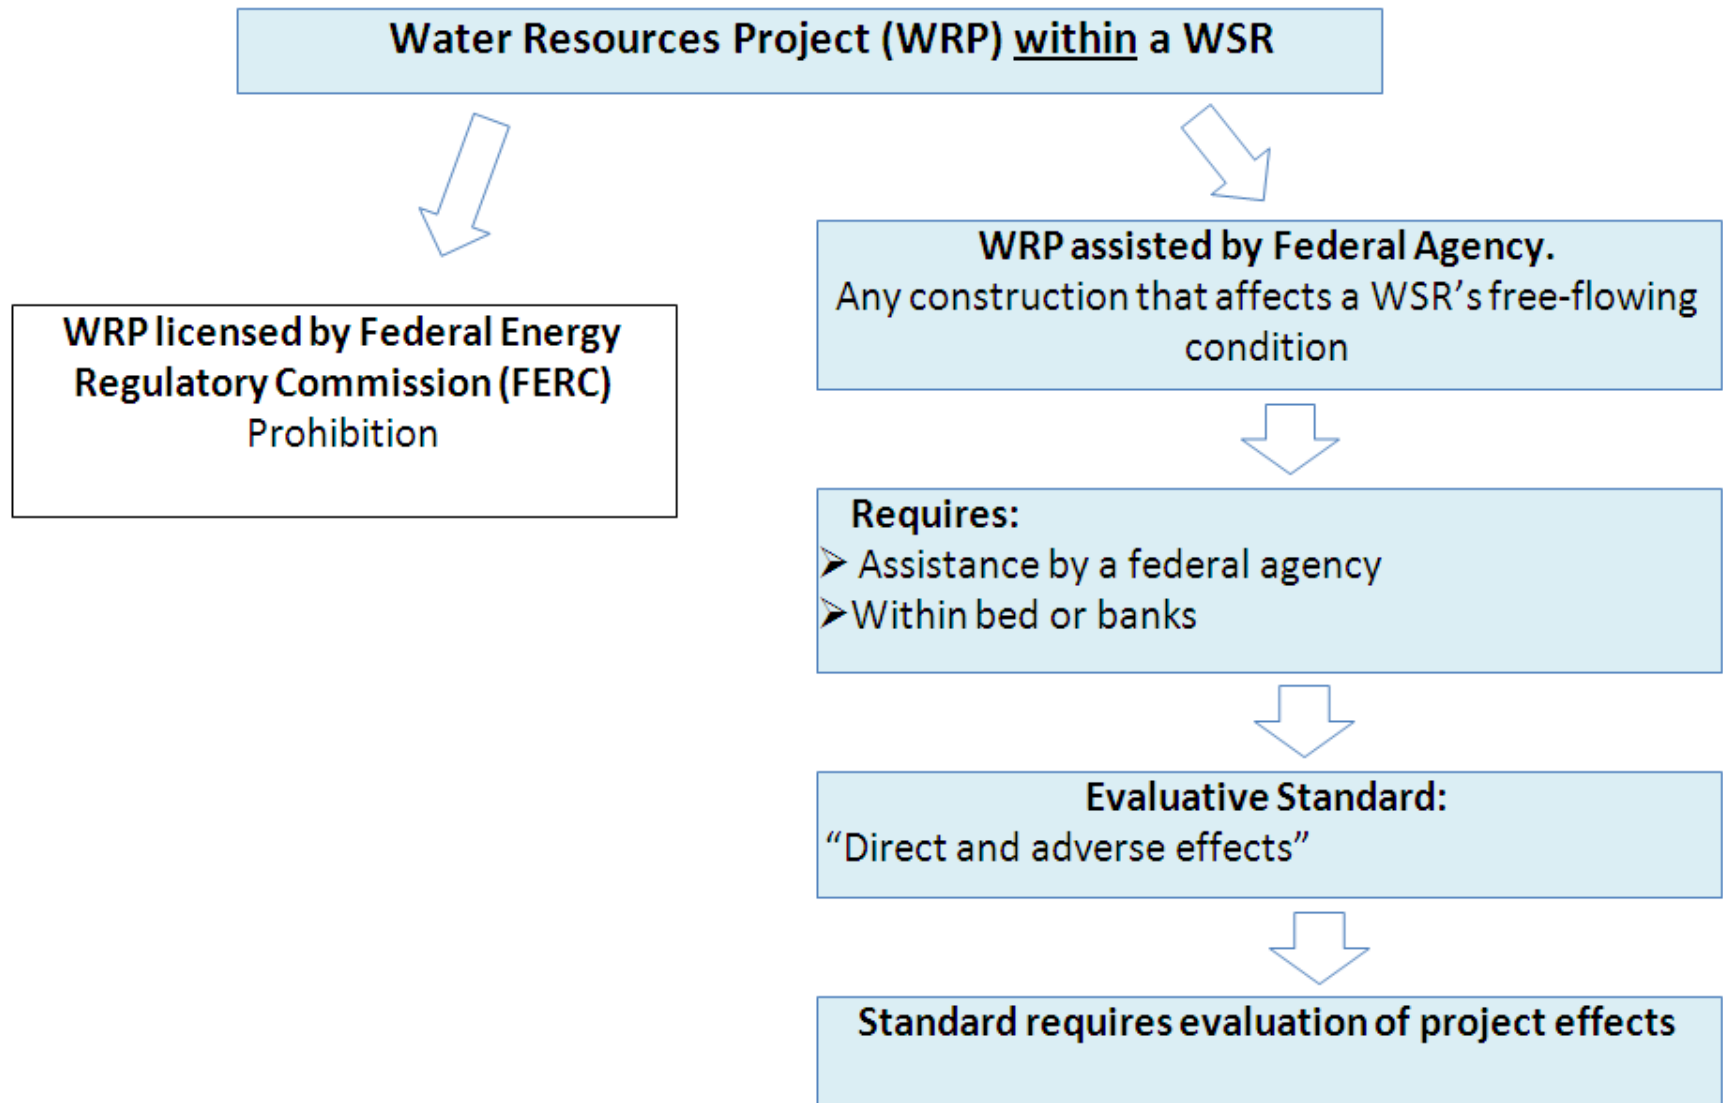 Water Resources Project (WRP) within a WSR
WRP licensed by Federal Energy
Regulatory Commission (FERC)
Prohibition
WRP assisted by Federal Agency.
Any construction that affects a WSR’s free-flowing
condition
Requires:
➢ Assistance by a federal agency
➢Within bed or banks
Evaluative Standard:
“Direct and adverse effects”
Standard requires evaluation of project effects